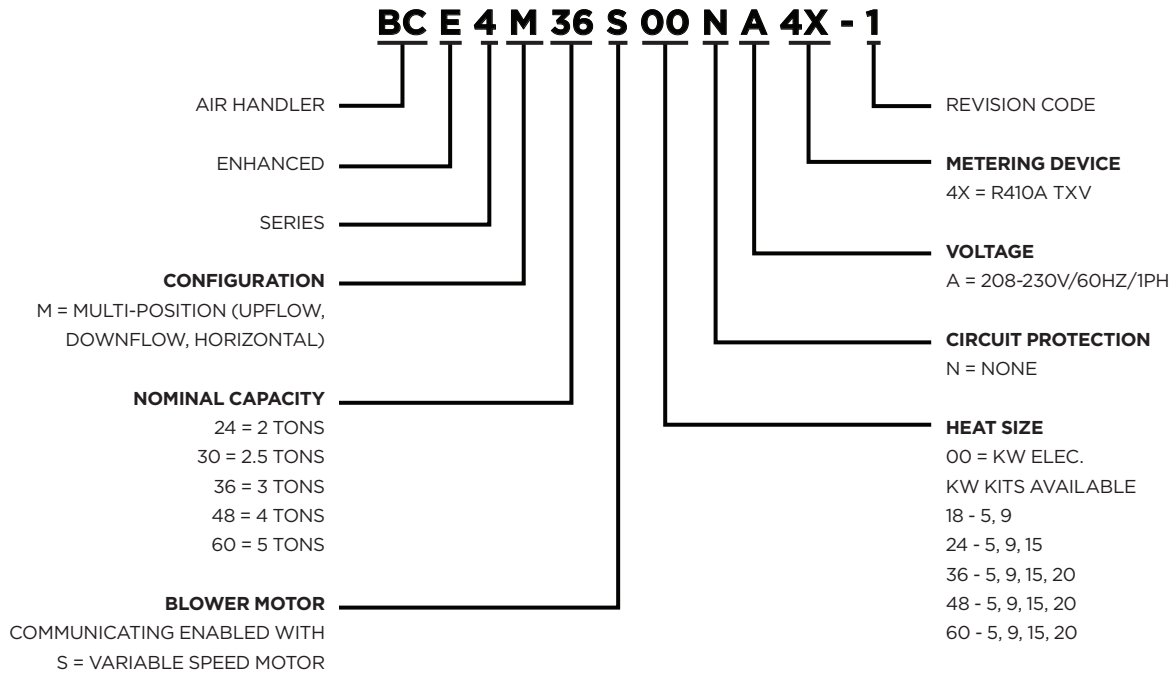 BC E 4 M 36 S 00 N A 4X - 1
AIR HANDLER
ENHANCED
SERIES
CONFIGURATION
M = MULTI-POSITION (UPFLOW,
DOWNFLOW, HORIZONTAL)
NOMINAL CAPACITY
24 = 2 TONS
30 = 2.5 TONS
36 = 3 TONS
48 = 4 TONS
60 = 5 TONS
BLOWER MOTOR
COMMUNICATING ENABLED WITH
S = VARIABLE SPEED MOTOR
REVISION CODE
METERING DEVICE
4X = R410A TXV
VOLTAGE
A = 208-230V/60HZ/1PH
CIRCUIT PROTECTION
N = NONE
HEAT SIZE
00 = KW ELEC.
KW KITS AVAILABLE
18 - 5, 9
24 - 5, 9, 15
36 - 5, 9, 15, 20
48 - 5, 9, 15, 20
60 - 5, 9, 15, 20